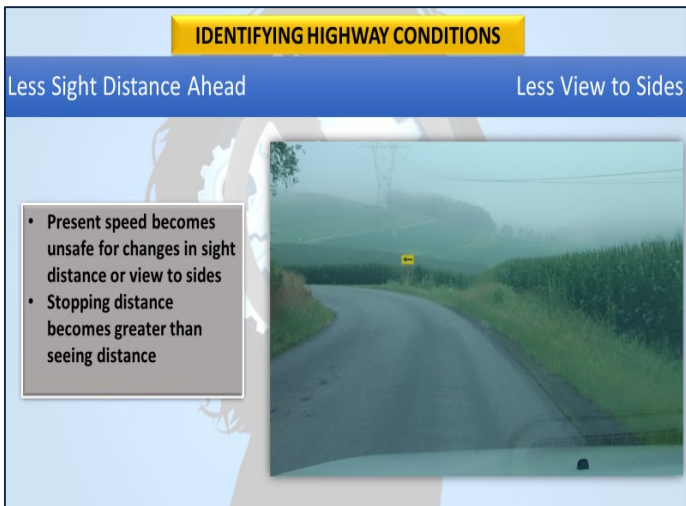 IDENTIFYING HIGHWAY CONDITIONS
Less Sight Distance Ahead
Less View to Sides
• Present speed becomes
unsafe for changes in sight
distance or view to sides
• Stopping distance
becomes greater than
seeing distance